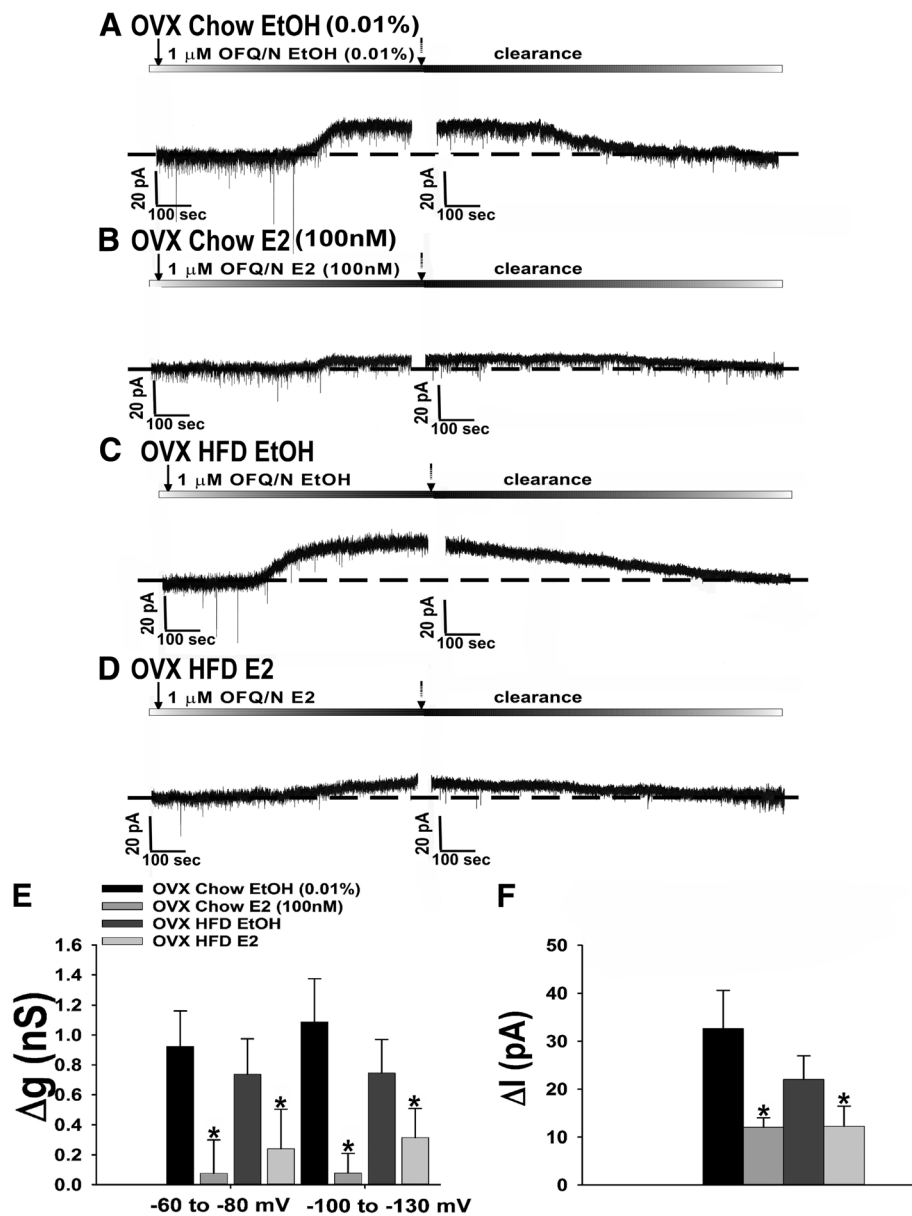 A OVX Chow EtOH (0.01%)
1 μM OFQ/N EtOH (0.01%) clearance
20 pA
100 sec
20 pA
100 sec
B OVX Chow E2 (100nM)
1 μM OFQ/N E2 (100nM) clearance
20 pA
100 sec
20 pA
100 sec
C OVX HFD EtOH
1 μM OFQ/N EtOH clearance
20 pA
100 sec
20 pA
100 sec
D OVX HFD E2
1 μM OFQ/N E2 clearance
20 pA
100 sec
20 pA
100 sec
E
OVX Chow EtOH (0.01%)
OVX Chow E2 (100nM)
OVX HFD EtOH
OVX HFD E2
Δg (nS)
1.6
1.4
1.2
1.0
0.8
0.6
0.4
0.2
0.0
* * * *
-60 to -80 mV -100 to -130 mV
F
ΔI (pA)
50
40
30
20
10
0
* *